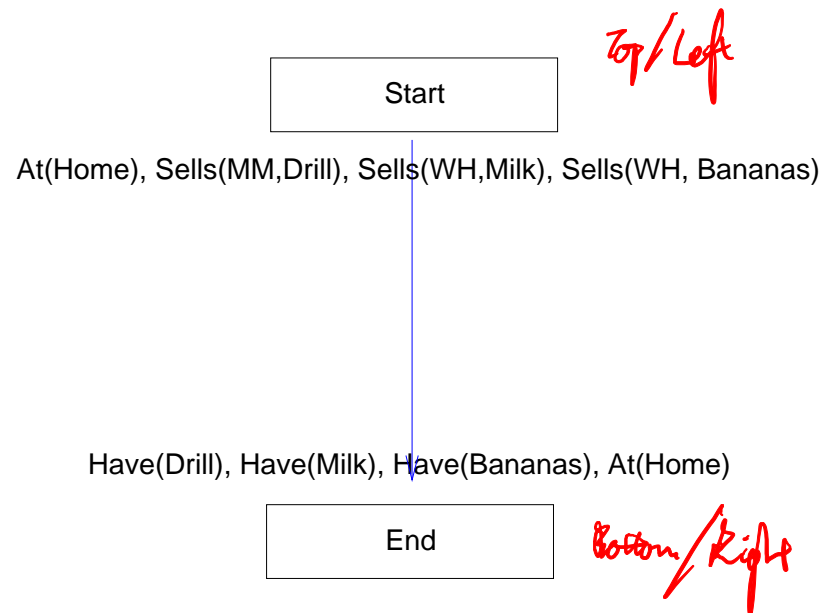 Top/Left
Start
At(Home), Sells(MM,Drill), Sells(WH,Milk), Sells(WH, Bananas)
Have(Drill), Have(Milk), Have(Bananas), At(Home)
End
Bottom/Right